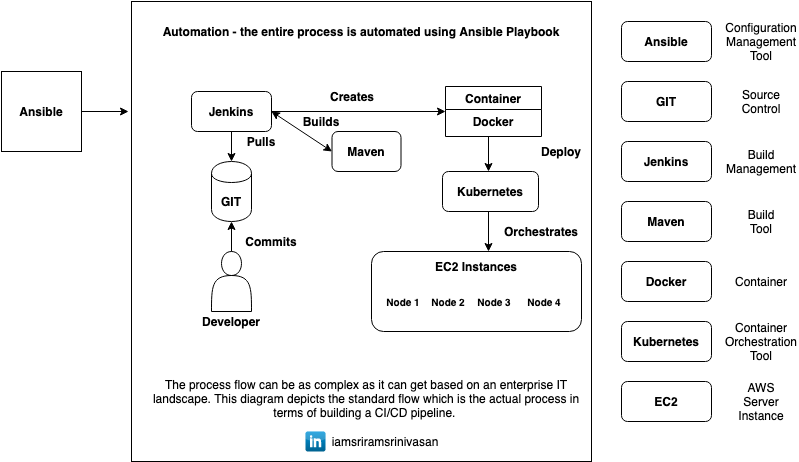 Automation - the entire process is automated using Ansible Playbook
Ansible
Jenkins
Creates
Container
Docker
Builds
Maven
Pulls
Deploy
GIT
Kubernetes
Commits
Orchestrates
Developer
EC2 Instances
Node 1 Node 2 Node 3 Node 4
The process flow can be as complex as it can get based on an enterprise IT
landscape. This diagram depicts the standard flow which is the actual process in
terms of building a CI/CD pipeline.
in iamsriramsrinivasan
Ansible
Configuration
Management
Tool
GIT
Source
Control
Jenkins
Build
Management
Maven
Build
Tool
Docker
Container
Kubernetes
Container
Orchestration
Tool
EC2
AWS
Server
Instance